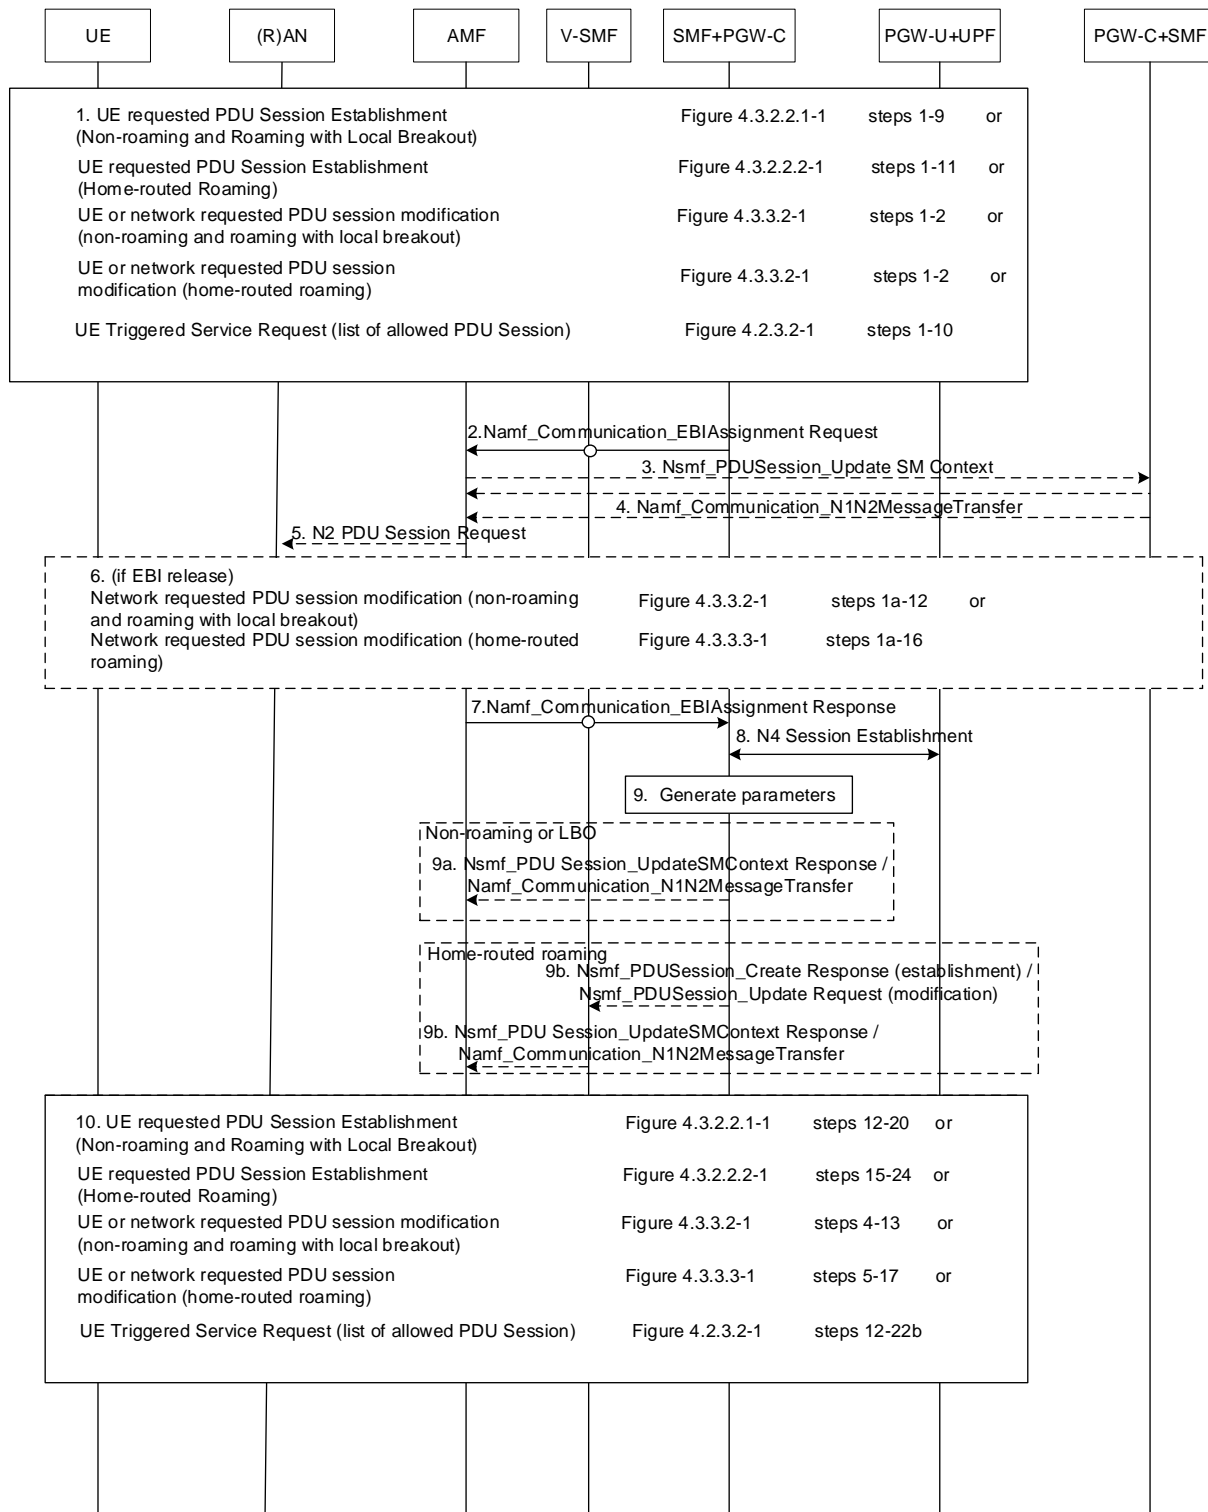 UE (R)AN AMF V-SMF SMF+PGW-C PGW-U+UPF PGW-C+SMF
1. UE requested PDU Session Establishment Figure 4.3.2.2.1-1 steps 1-9 or
(Non-roaming and Roaming with Local Breakout)
UE requested PDU Session Establishment Figure 4.3.2.2.2-1 steps 1-11 or
(Home-routed Roaming)
UE or network requested PDU session modification Figure 4.3.3.2-1 steps 1-2 or
(non-roaming and roaming with local breakout)
UE or network requested PDU session Figure 4.3.3.2-1 steps 1-2 or
modification (home-routed roaming)
UE Triggered Service Request (list of allowed PDU Session) Figure 4.2.3.2-1 steps 1-10
2.Namf_Communication_EBIAssignment Request
3. Nsmf_PDUSession_Update SM Context
4. Namf_Communication_N1N2MessageTransfer
5. N2 PDU Session Request
6. (if EBI release)
Network requested PDU session modification (non-roaming Figure 4.3.3.2-1 steps 1a-12 or
and roaming with local breakout)
Network requested PDU session modification (home-routed Figure 4.3.3.3-1 steps 1a-16
roaming)
7.Namf_Communication_EBIAssignment Response
8. N4 Session Establishment
9. Generate parameters
Non-roaming or LBO
9a. Nsmf_PDU Session_UpdateSMContext Response /
Namf_Communication_N1N2MessageTransfer
Home-routed roaming
9b. Nsmf_PDUSession_Create Response (establishment) /
Nsmf_PDUSession_Update Request (modification)
9b. Nsmf_PDU Session_UpdateSMContext Response /
Namf_Communication_N1N2MessageTransfer
10. UE requested PDU Session Establishment Figure 4.3.2.2.1-1 steps 12-20 or
(Non-roaming and Roaming with Local Breakout)
UE requested PDU Session Establishment Figure 4.3.2.2.2-1 steps 15-24 or
(Home-routed Roaming)
UE or network requested PDU session modification Figure 4.3.3.2-1 steps 4-13 or
(non-roaming and roaming with local breakout)
UE or network requested PDU session Figure 4.3.3.3-1 steps 5-17 or
modification (home-routed roaming)
UE Triggered Service Request (list of allowed PDU Session) Figure 4.2.3.2-1 steps 12-22b